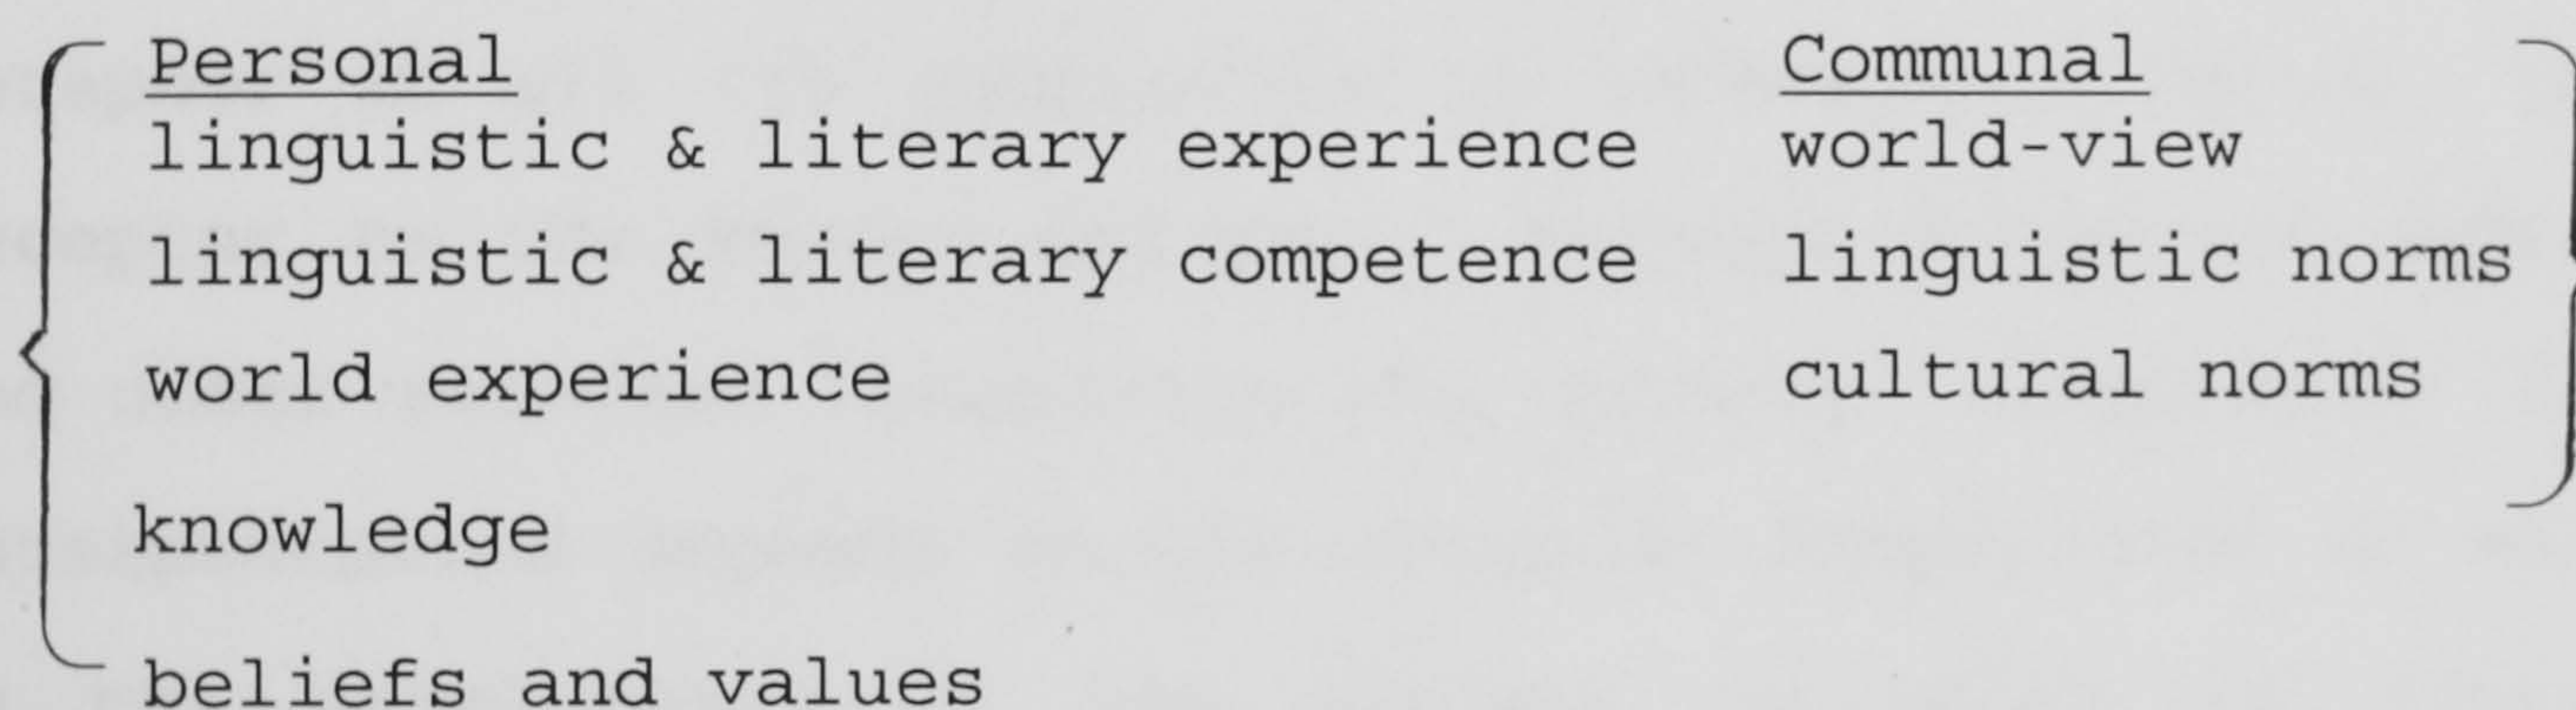 Personal Communal
linguistic & literary experience world-view
linguistic & literary competence linguistic norms
world experience cultural norms
knowledge
beliefs and values